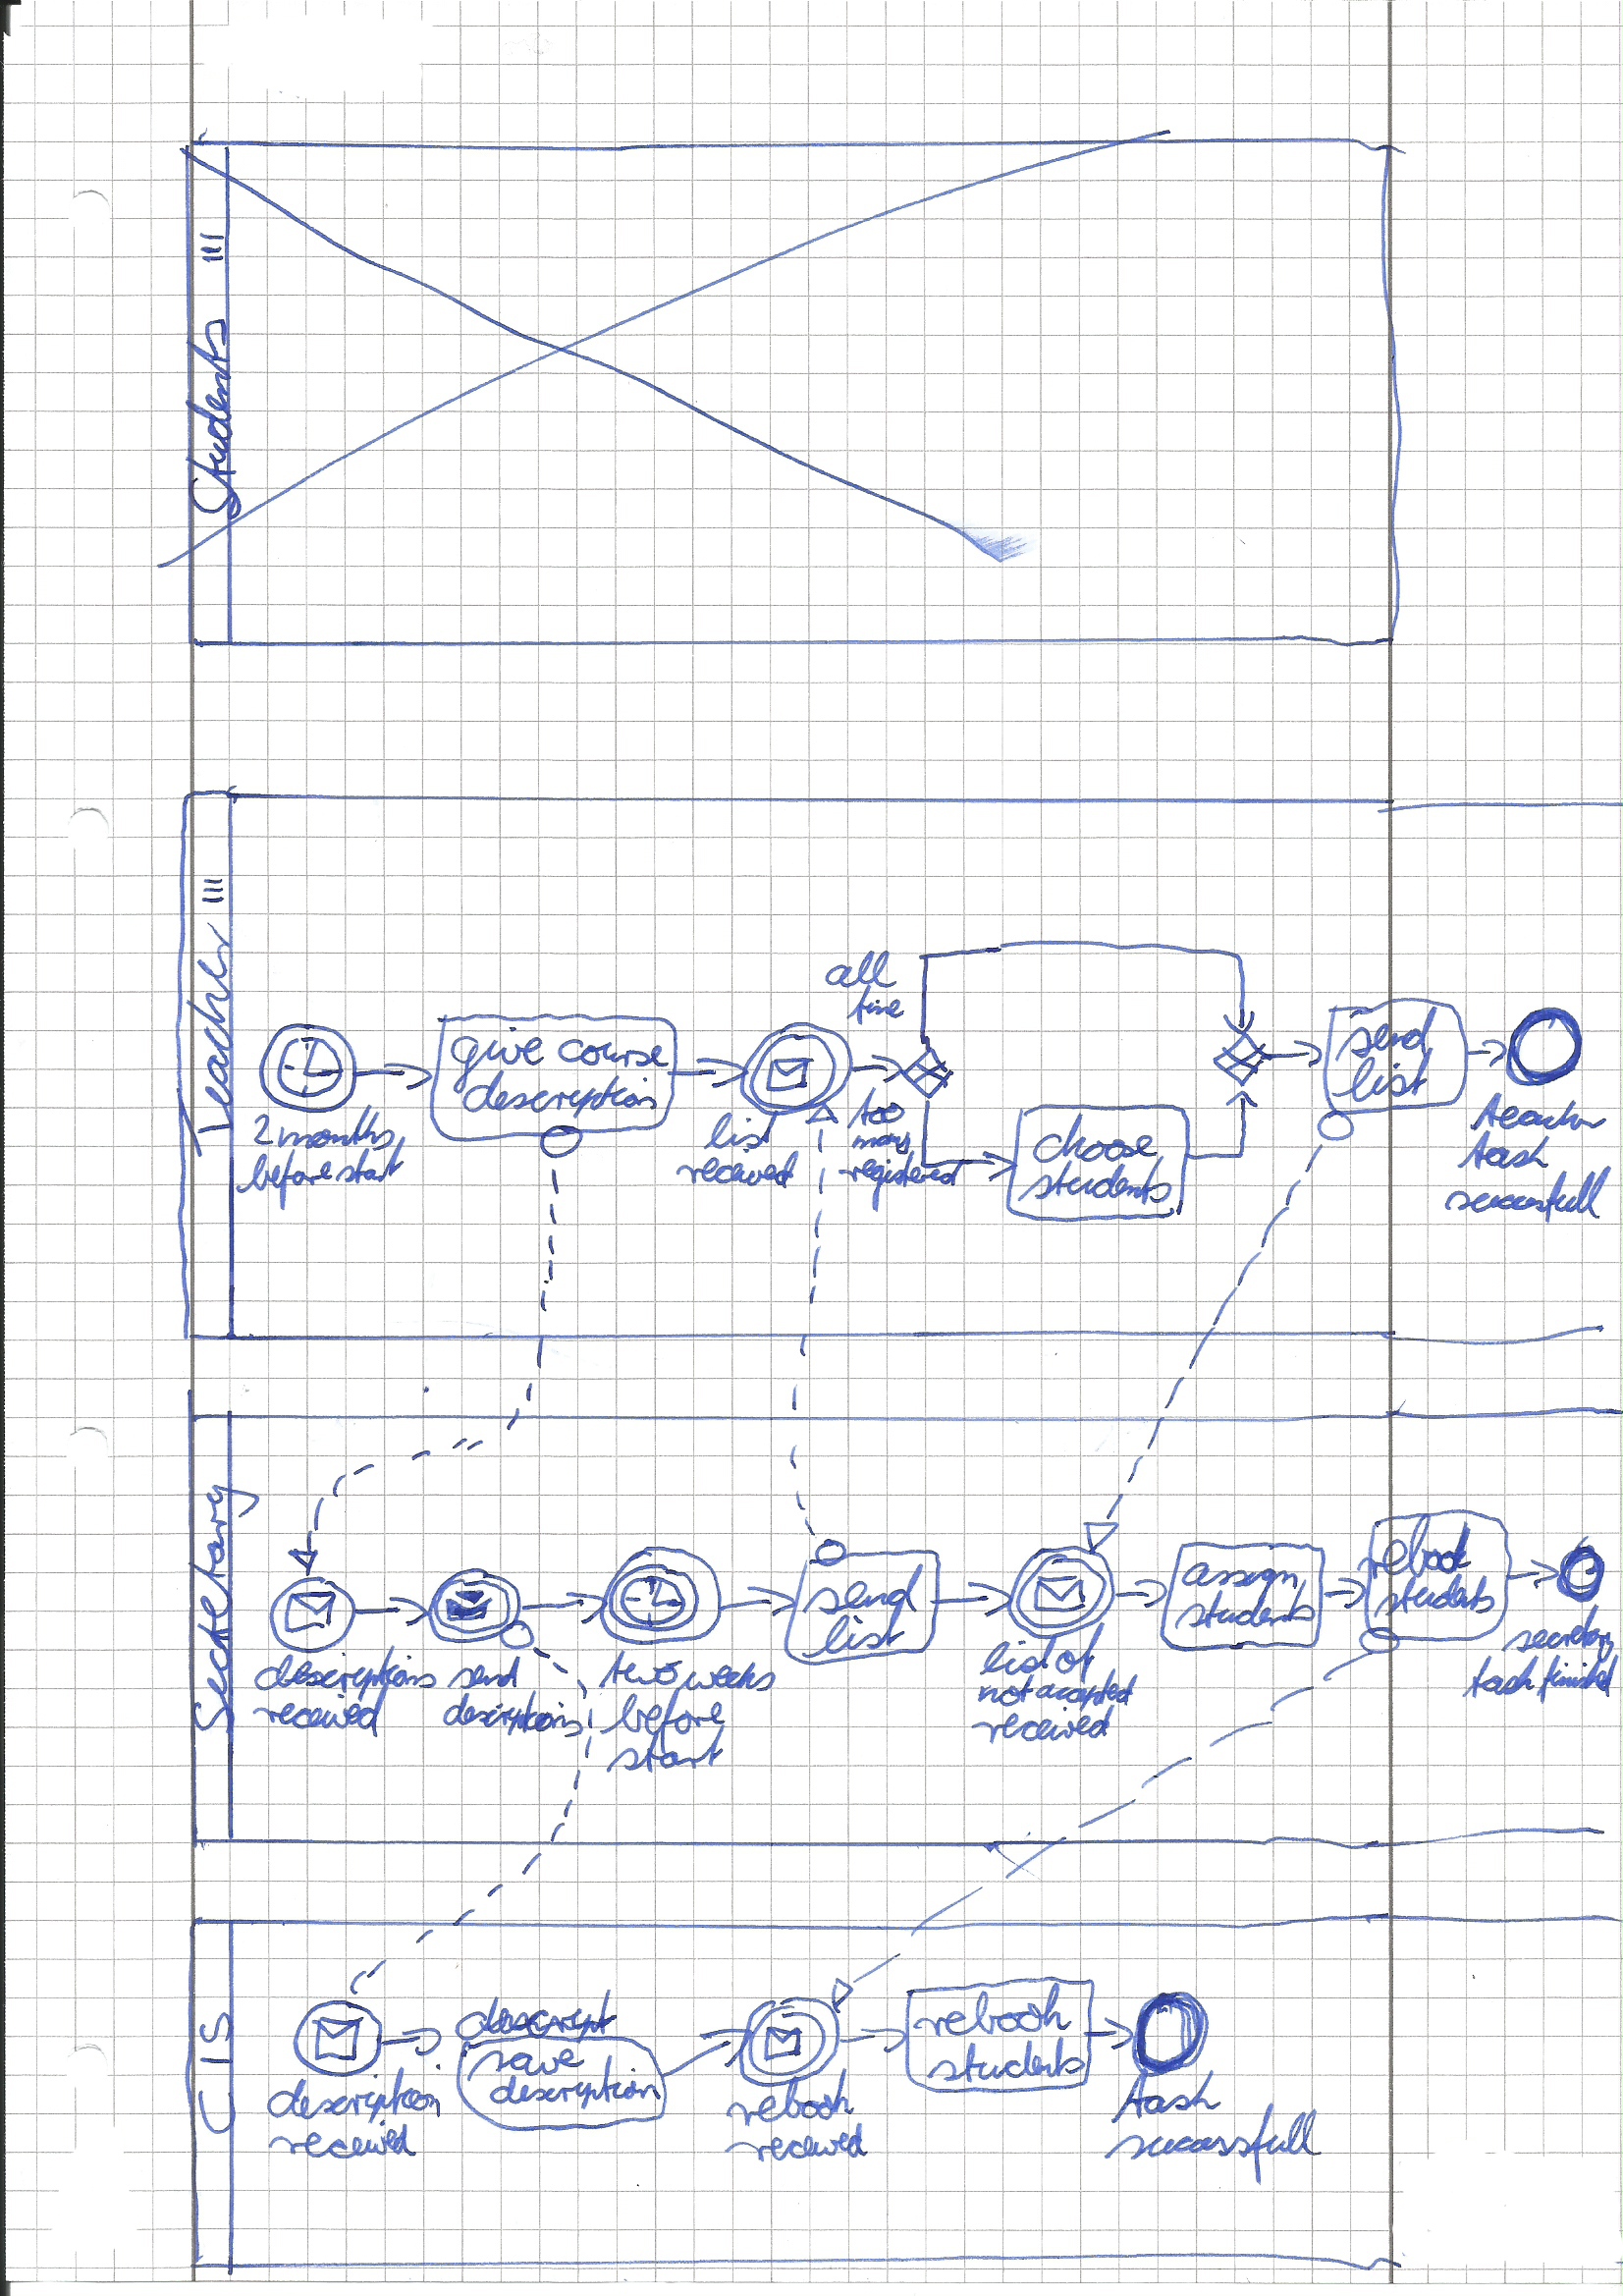 Students
Teacher
2 months
before start
give course
description
list
received
all
fine
too
many
registered
choose
students
send
list
teacher
task
successfull
Secretary
descriptions
received
send
descriptions
two weeks
before
start
send
list
list of
not accepted
received
assign
students
rebook
students
secretary
task finished
CIS
description
received
descript
save
description
rebook
received
rebook
students
task
successfull